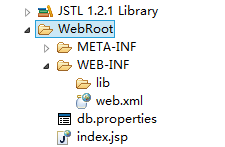 JSTL 1.2.1 Library
WebRoot
META-INF
WEB-INF
lib
web.xml
db.properties
index.jsp